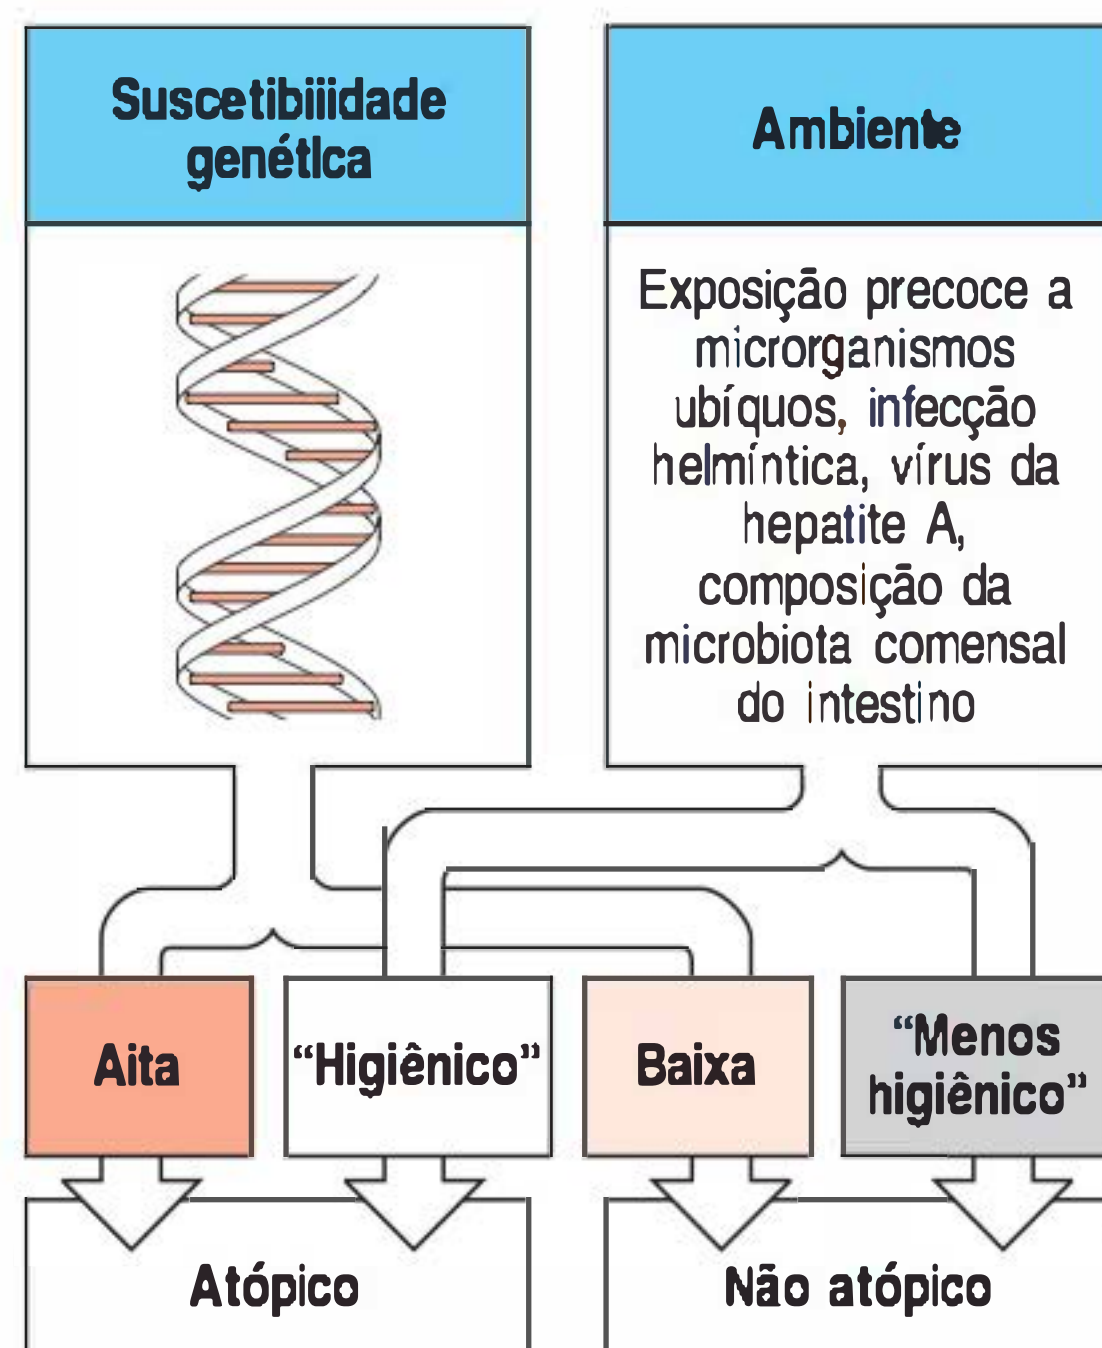 Suscetibiiidade
genétIca
Ambiente
Exposição precoce a
microrganismos
ubíquos, infecção
helmíntica, vírus da
hepatite A,
composição da
microbiota comensal
do intestino
Aita
“Higiênico”
Baixa
“Menos
higiênico”
Atópico
Não atópico